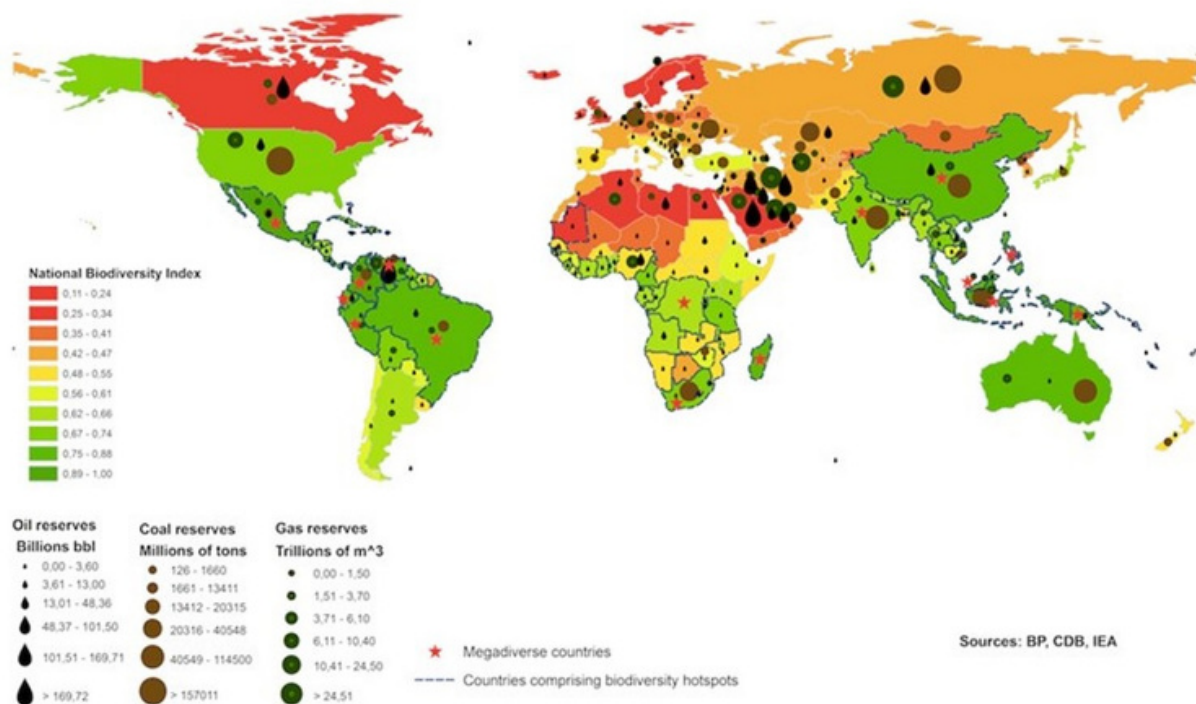 National Biodiversity Index
0,11 - 0,24
0,25 - 0,34
0,35 - 0,41
0,42 - 0,47
0,48 - 0,55
0,56 - 0,61
0,62 - 0,66
0,67 - 0,74
0,75 - 0,88
0,89 - 1,00
Oil reserves
Billions bbl
0,00 - 3,60
3,61 - 13,00
13,01 - 48,36
48,37 - 101,50
101,51 - 169,71
> 169,72
Coal reserves
Millions of tons
126 - 1660
1661 - 13411
13412 - 20315
20316 - 40548
40549 - 114500
> 157011
Gas reserves
Trillions of m^3
0,00 - 1,50
1,51 - 3,70
3,71 - 6,10
6,11 - 10,40
10,41 - 24,50
> 24,51
Megadiverse countries
Countries comprising biodiversity hotspots
Sources: BP, CDB, IEA